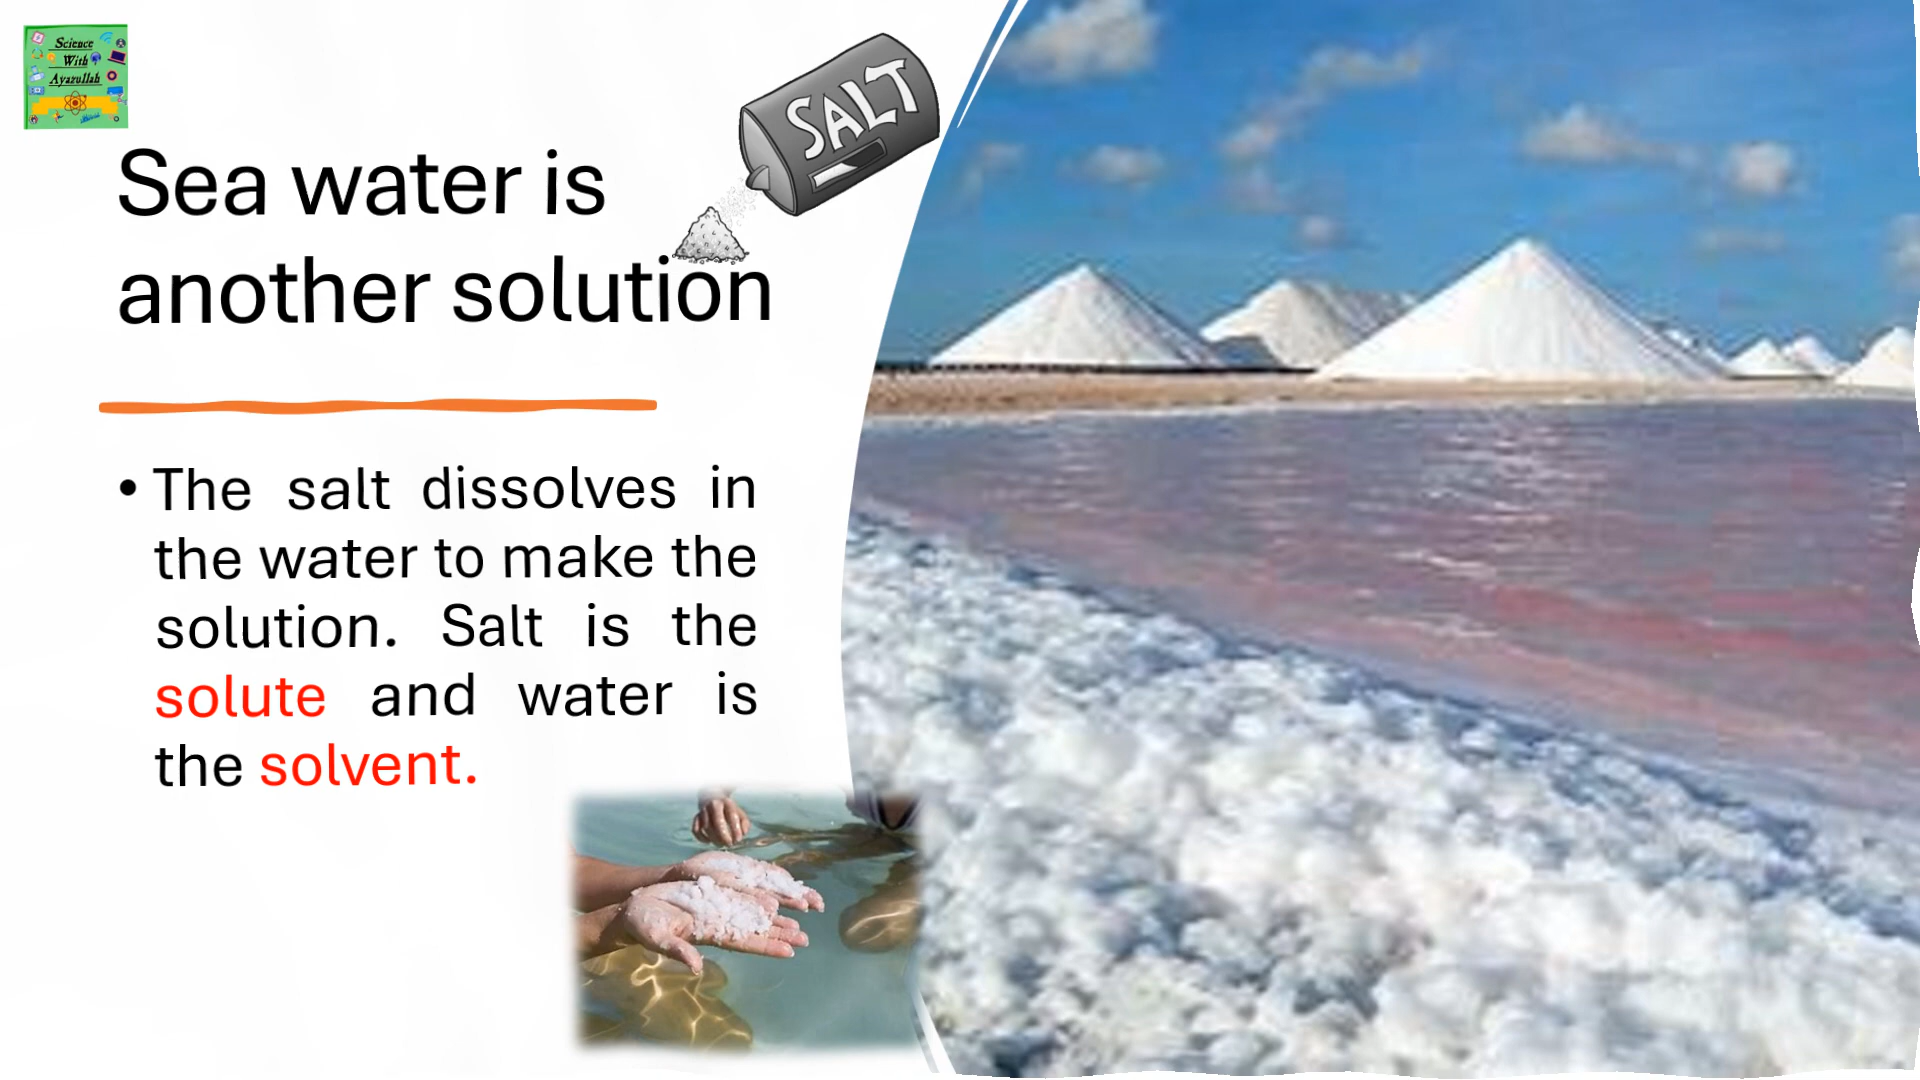 Science
With
Ayazullah
SALT
Sea water is
another solution
• The salt dissolves in
the water to make the
solution. Salt is the
solute and water is
the solvent.